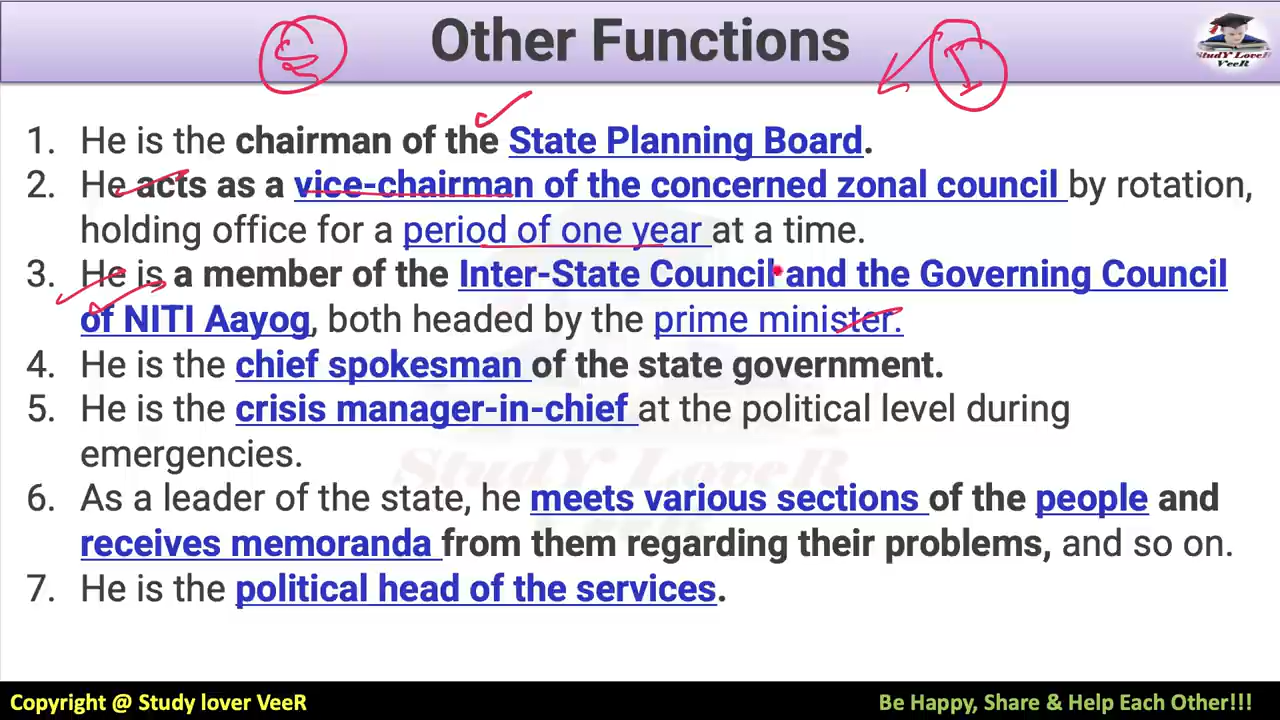 Other Functions
StudY LoveR
VeeR
1. He is the chairman of the State Planning Board.
2. He acts as a vice-chairman of the concerned zonal council by rotation,
holding office for a period of one year at a time.
3. He is a member of the Inter-State Council and the Governing Council
of NITI Aayog, both headed by the prime minister.
4. He is the chief spokesman of the state government.
5. He is the crisis manager-in-chief at the political level during
emergencies.
StudY LoveR
VeeR
6. As a leader of the state, he meets various sections of the people and
receives memoranda from them regarding their problems, and so on.
7. He is the political head of the services.
Copyright @ Study lover VeeR
Be Happy, Share & Help Each Other!!!